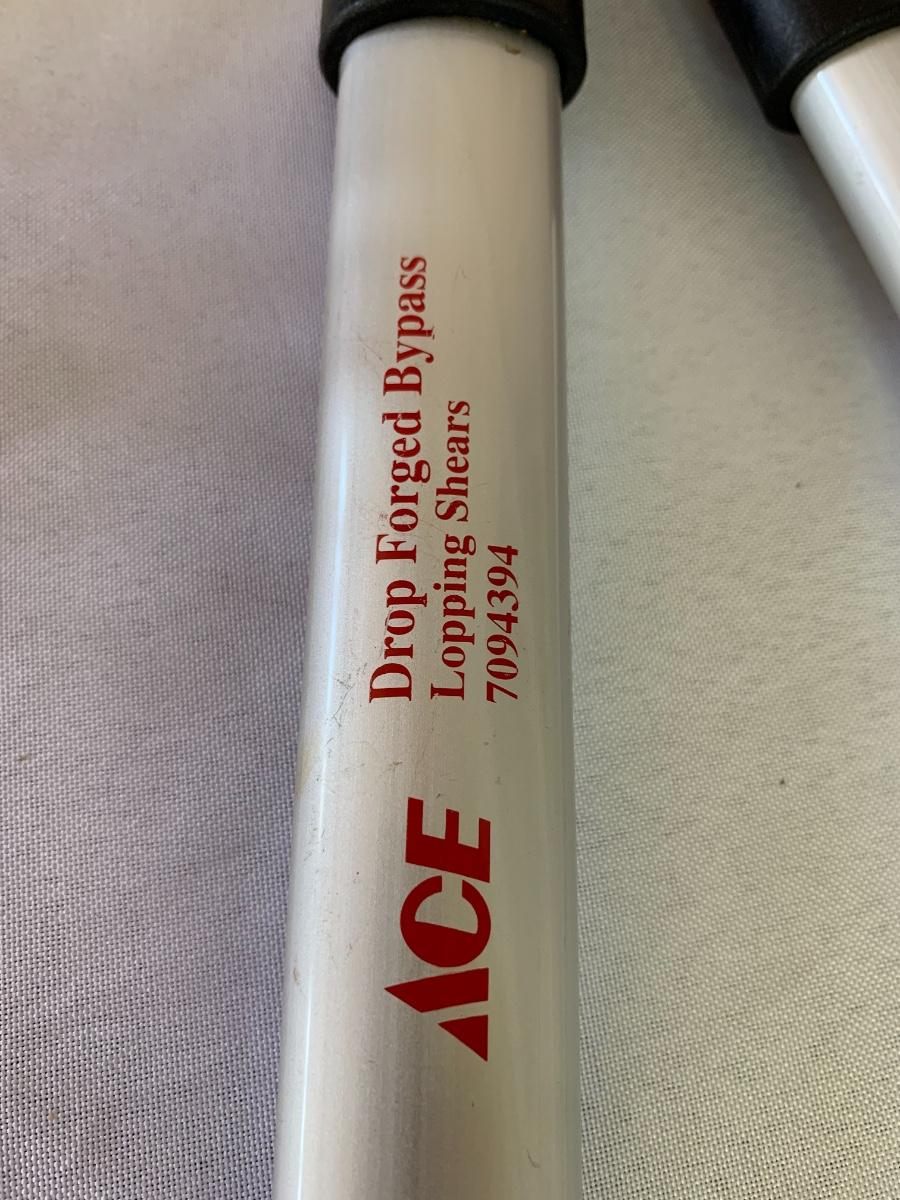 ACE
Drop Forged Bypass
Lopping Shears
7094394